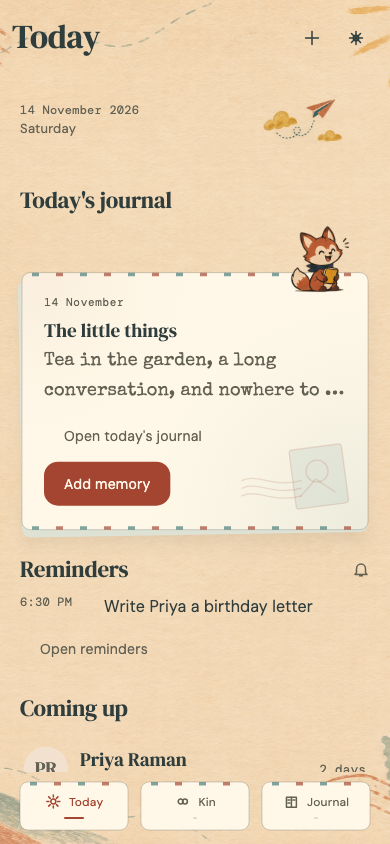 Today
14 November 2026
Saturday
Today's journal
14 November
The little things
Tea in the garden, a long
conversation, and nowhere to ...
Open today's journal
Add memory
Reminders
6:30 PM
Write Priya a birthday letter
Open reminders
Coming up
PR
Priya Raman
2 days
Today
Kin
Journal